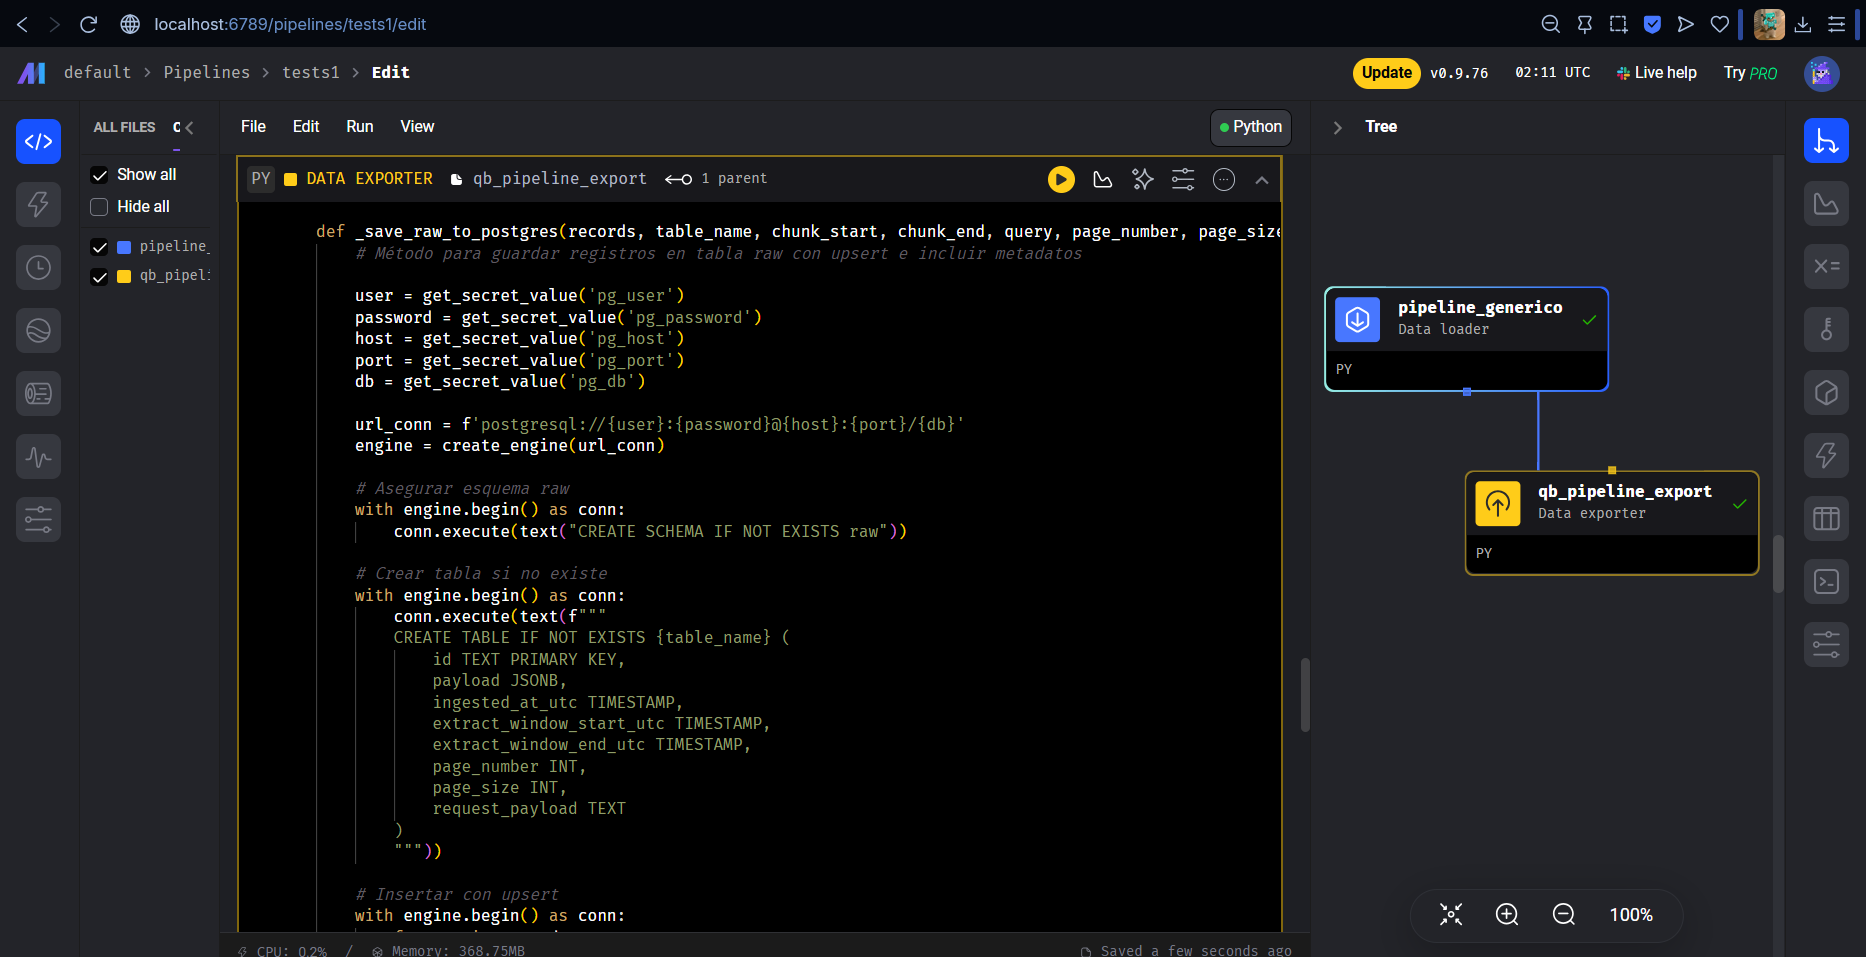 localhost:6789/pipelines/tests1/edit
default > Pipelines > tests1 > Edit
Update v0.9.76 02:11 UTC Live help Try PRO
ALL FILES
Show all
Hide all
pipeline_
qb_pipeli
File Edit Run View
Python
PY DATA EXPORTER qb_pipeline_export 1 parent
def _save_raw_to_postgres(records, table_name, chunk_start, chunk_end, query, page_number, page_size
# Método para guardar registros en tabla raw con upsert e incluir metadatos
user = get_secret_value('pg_user')
password = get_secret_value('pg_password')
host = get_secret_value('pg_host')
port = get_secret_value('pg_port')
db = get_secret_value('pg_db')
url_conn = f'postgresql://{user}:{password}@{host}:{port}/{db}'
engine = create_engine(url_conn)
# Asegurar esquema raw
with engine.begin() as conn:
conn.execute(text("CREATE SCHEMA IF NOT EXISTS raw"))
# Crear tabla si no existe
with engine.begin() as conn:
conn.execute(text(f"""
CREATE TABLE IF NOT EXISTS {table_name} (
id TEXT PRIMARY KEY,
payload JSONB,
ingested_at_utc TIMESTAMP,
extract_window_start_utc TIMESTAMP,
extract_window_end_utc TIMESTAMP,
page_number INT,
page_size INT,
request_payload TEXT
)
"""))
# Insertar con upsert
with engine.begin() as conn:
CPU: 0.2% / Memory: 368.75MB
Saved a few seconds ago
Tree
pipeline_generico
Data loader
PY
qb_pipeline_export
Data exporter
PY
100%